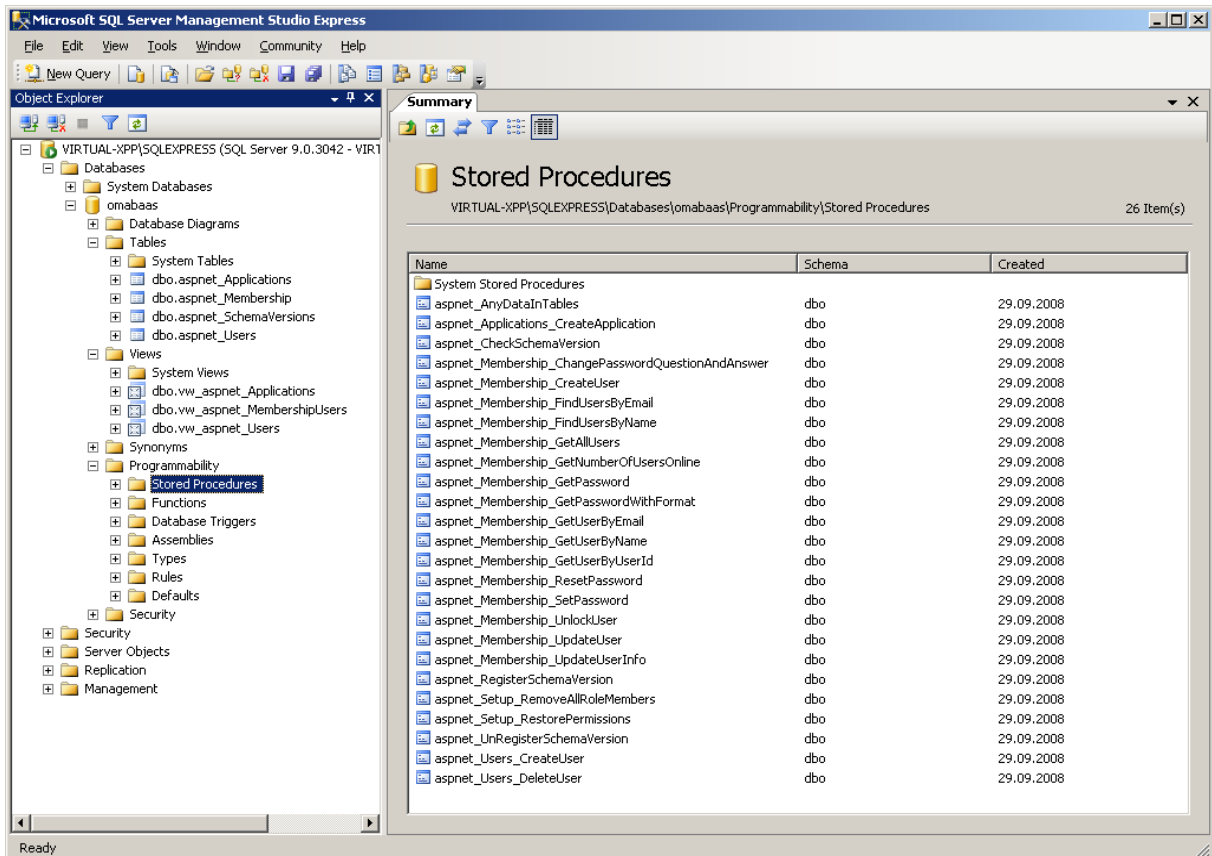 Microsoft SQL Server Management Studio Express
File Edit View Tools Window Community Help
New Query
Object Explorer
VIRTUAL-XPP\SQLEXPRESS (SQL Server 9.0.3042 - VIRT
Databases
System Databases
omabaas
Database Diagrams
Tables
System Tables
dbo.aspnet_Applications
dbo.aspnet_Membership
dbo.aspnet_SchemaVersions
dbo.aspnet_Users
Views
System Views
dbo.vw_aspnet_Applications
dbo.vw_aspnet_MembershipUsers
dbo.vw_aspnet_Users
Synonyms
Programmability
Stored Procedures
Functions
Database Triggers
Assemblies
Types
Rules
Defaults
Security
Security
Server Objects
Replication
Management
Summary
Stored Procedures
VIRTUAL-XPP\SQLEXPRESS\Databases\omabaas\Programmability\Stored Procedures 26 Item(s)
Name Schema Created
System Stored Procedures
aspnet_AnyDataInTables dbo 29.09.2008
aspnet_Applications_CreateApplication dbo 29.09.2008
aspnet_CheckSchemaVersion dbo 29.09.2008
aspnet_Membership_ChangePasswordQuestionAndAnswer dbo 29.09.2008
aspnet_Membership_CreateUser dbo 29.09.2008
aspnet_Membership_FindUsersByEmail dbo 29.09.2008
aspnet_Membership_FindUsersByName dbo 29.09.2008
aspnet_Membership_GetAllUsers dbo 29.09.2008
aspnet_Membership_GetNumberOfUsersOnline dbo 29.09.2008
aspnet_Membership_GetPassword dbo 29.09.2008
aspnet_Membership_GetPasswordWithFormat dbo 29.09.2008
aspnet_Membership_GetUserByEmail dbo 29.09.2008
aspnet_Membership_GetUserByName dbo 29.09.2008
aspnet_Membership_GetUserByUserId dbo 29.09.2008
aspnet_Membership_ResetPassword dbo 29.09.2008
aspnet_Membership_SetPassword dbo 29.09.2008
aspnet_Membership_UnlockUser dbo 29.09.2008
aspnet_Membership_UpdateUser dbo 29.09.2008
aspnet_Membership_UpdateUserInfo dbo 29.09.2008
aspnet_RegisterSchemaVersion dbo 29.09.2008
aspnet_Setup_RemoveAllRoleMembers dbo 29.09.2008
aspnet_Setup_RestorePermissions dbo 29.09.2008
aspnet_UnRegisterSchemaVersion dbo 29.09.2008
aspnet_Users_CreateUser dbo 29.09.2008
aspnet_Users_DeleteUser dbo 29.09.2008
Ready